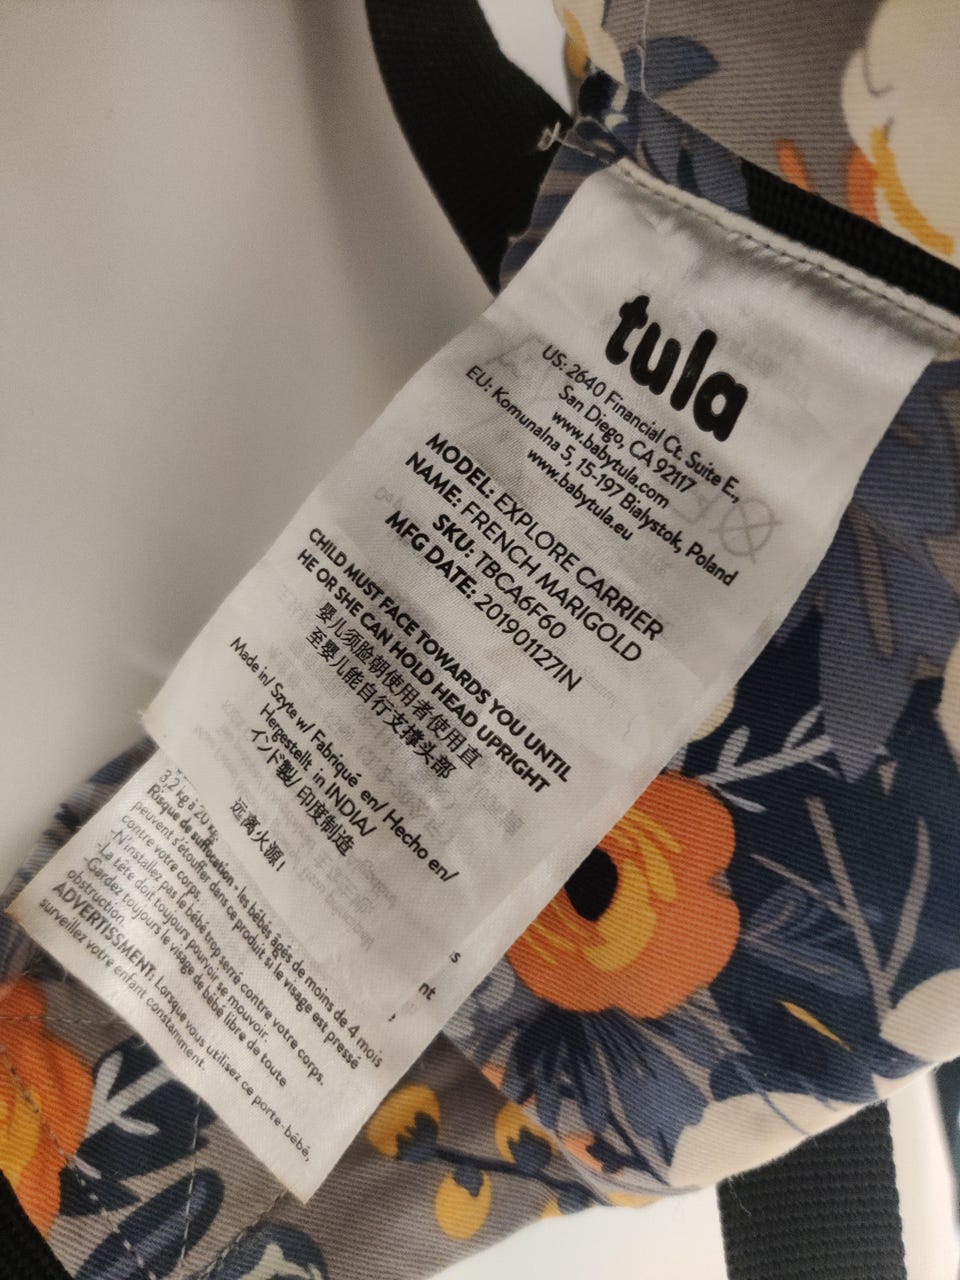 tula
US: 2640 Financial Ct. Suite E.,
San Diego, CA 92117
www.babytula.com
EU: Komunalna 5, 15-197 Bialystok, Poland
www.babytula.eu
MODEL: EXPLORE CARRIER
NAME: FRENCH MARIGOLD
SKU: TBCA6F60
MFG DATE: 201901127IN
CHILD MUST FACE TOWARDS YOU UNTIL
HE OR SHE CAN HOLD HEAD UPRIGHT
婴儿须脸朝使用者使用直
至婴儿能自行支撑头部
Made in/ Szyte w/ Fabriqué en/ Hecho en/
Hergestellt in INDIA/
インド製/ 印度制造
远离火源!
3,2 kg à 20 kg
Risque de suffocation - les bébés âgés de moins de 4 mois
peuvent s'étouffer dans ce produit si le visage est pressé
contre votre corps.
-N'installez pas le bébé trop serré contre votre corps.
-La tête doit toujours pourvoir se mouvoir.
-Gardez toujours le visage de bébé libre de toute
obstruction.
ADVERTISSMENT: Lorsque vous utilisez ce porte-bébé,
surveillez votre enfant constamment.